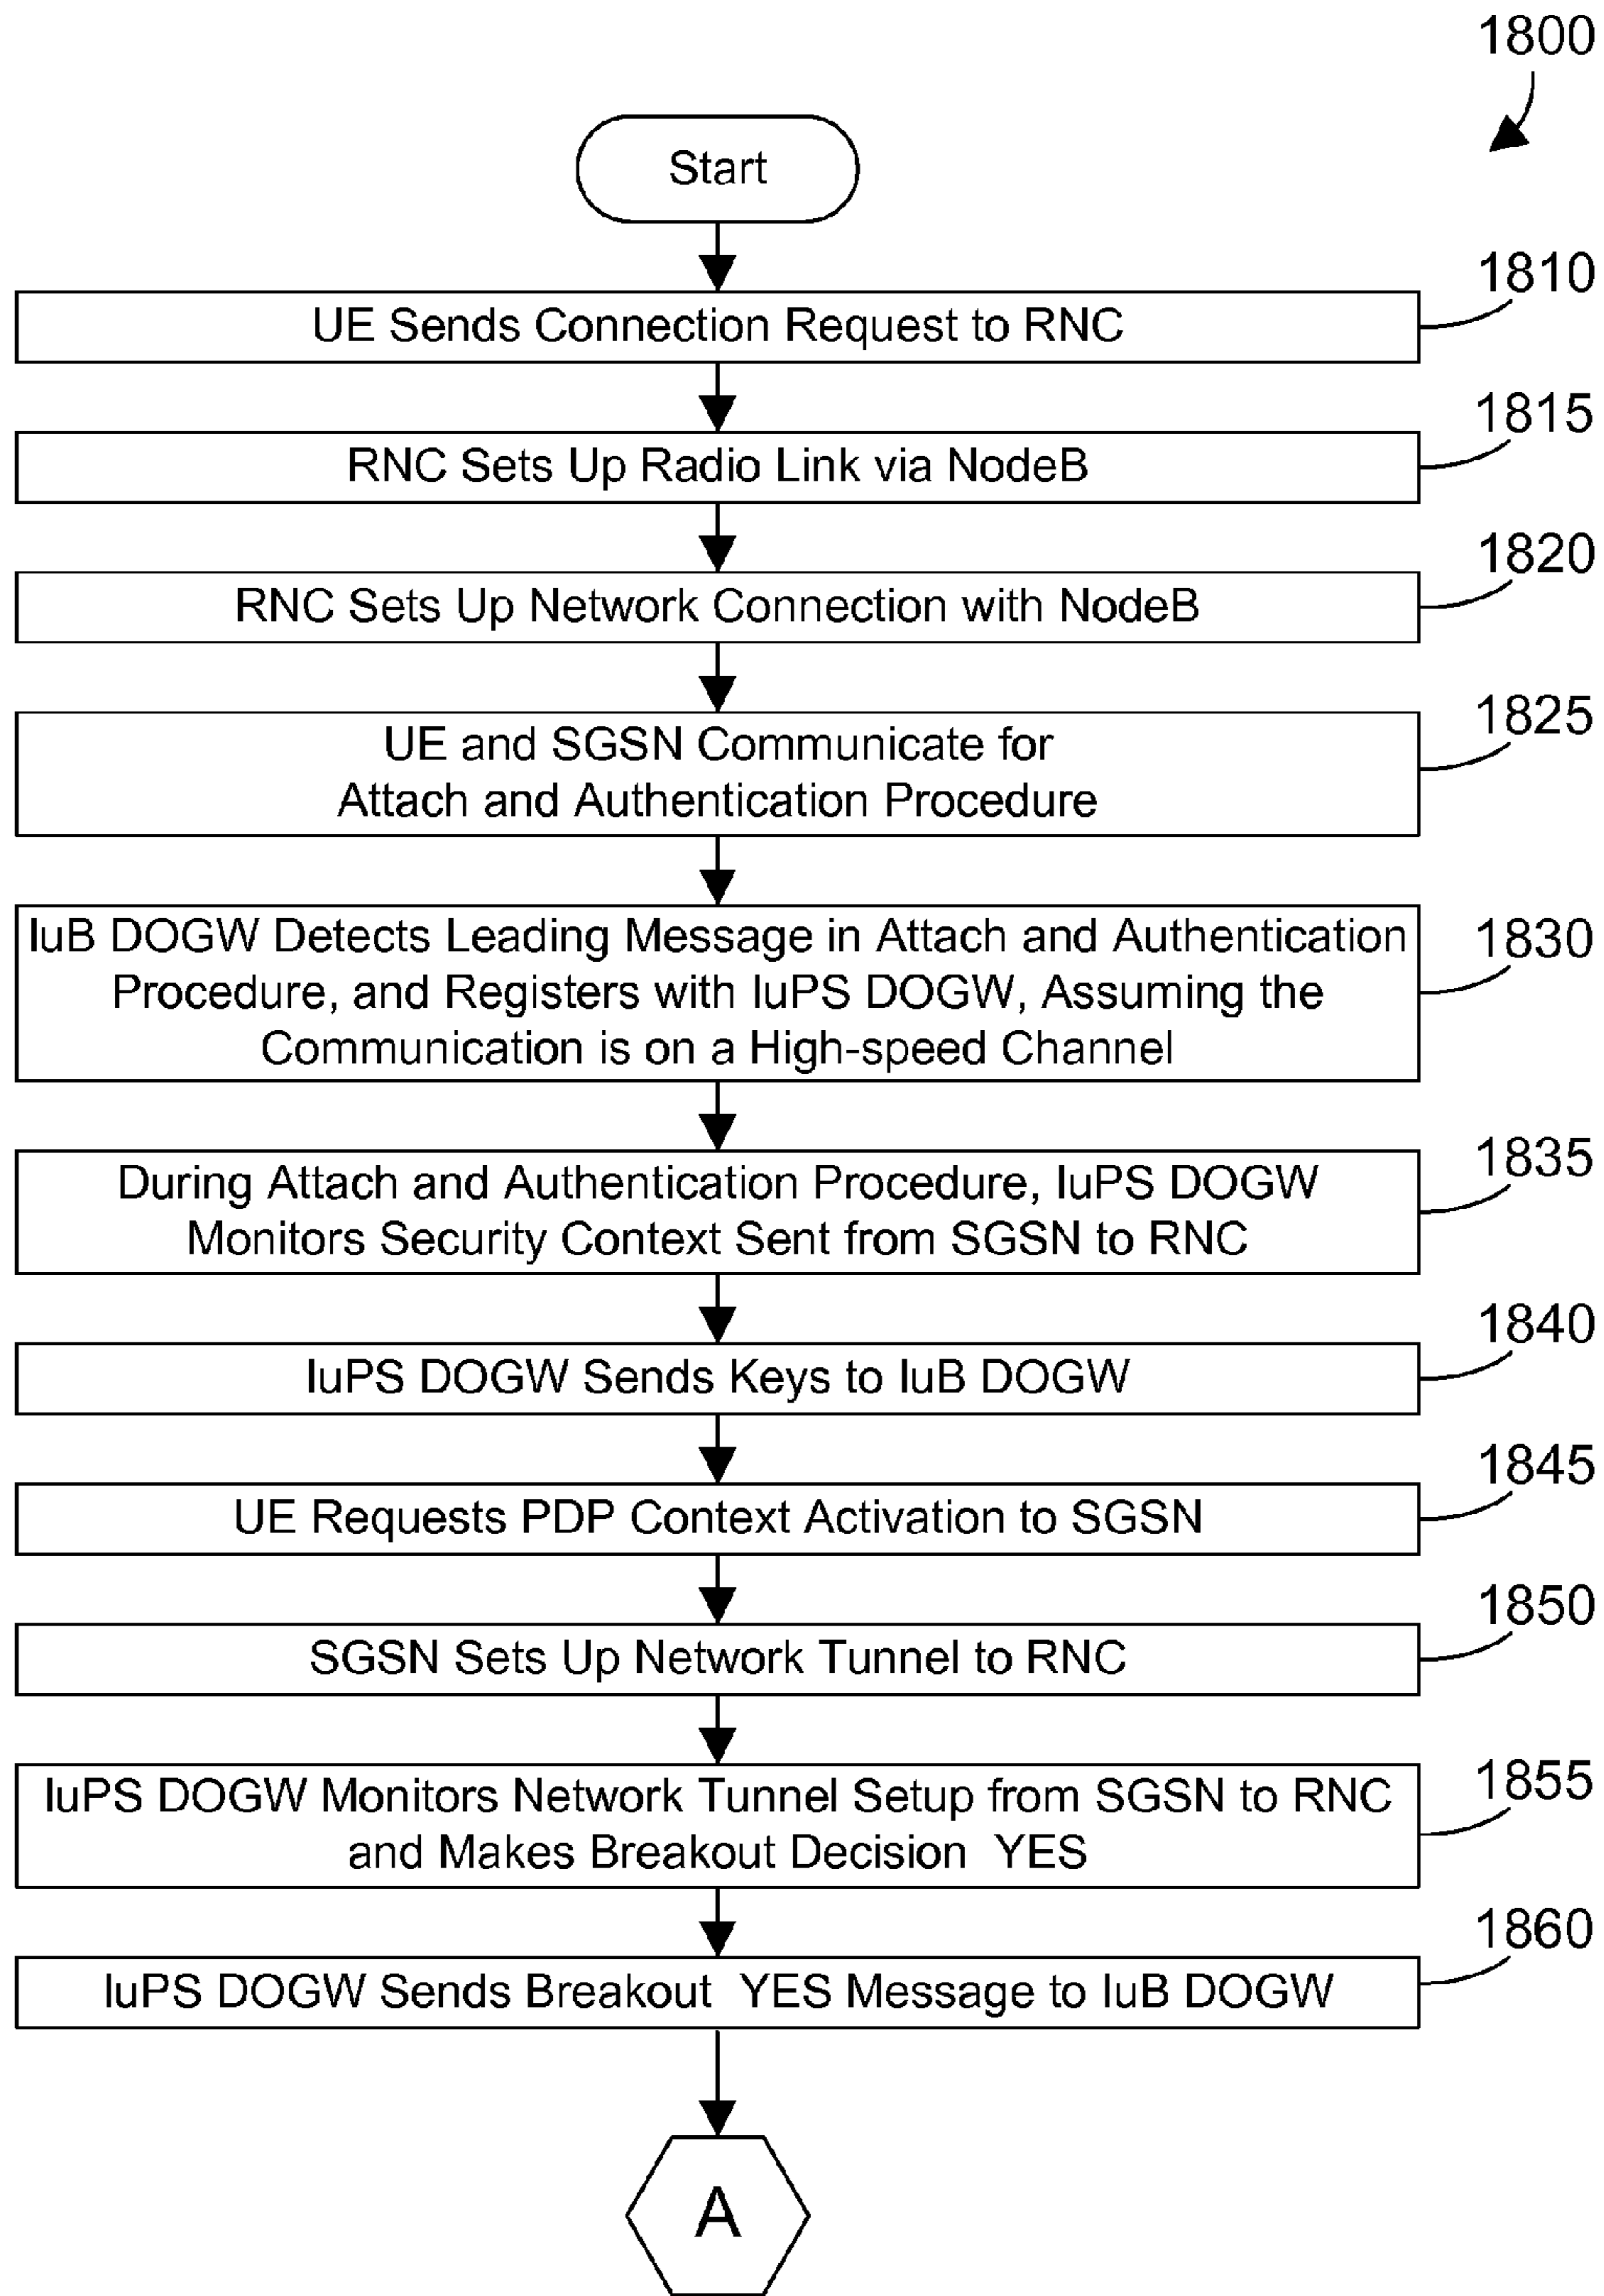 1800
Start
1810
UE Sends Connection Request to RNC
1815
RNC Sets Up Radio Link via NodeB
1820
RNC Sets Up Network Connection with NodeB
1825
UE and SGSN Communicate for
Attach and Authentication Procedure
1830
IuB DOGW Detects Leading Message in Attach and Authentication
Procedure, and Registers with IuPS DOGW, Assuming the
Communication is on a High-speed Channel
1835
During Attach and Authentication Procedure, IuPS DOGW
Monitors Security Context Sent from SGSN to RNC
1840
IuPS DOGW Sends Keys to IuB DOGW
1845
UE Requests PDP Context Activation to SGSN
1850
SGSN Sets Up Network Tunnel to RNC
1855
IuPS DOGW Monitors Network Tunnel Setup from SGSN to RNC
and Makes Breakout Decision YES
1860
IuPS DOGW Sends Breakout YES Message to IuB DOGW
A